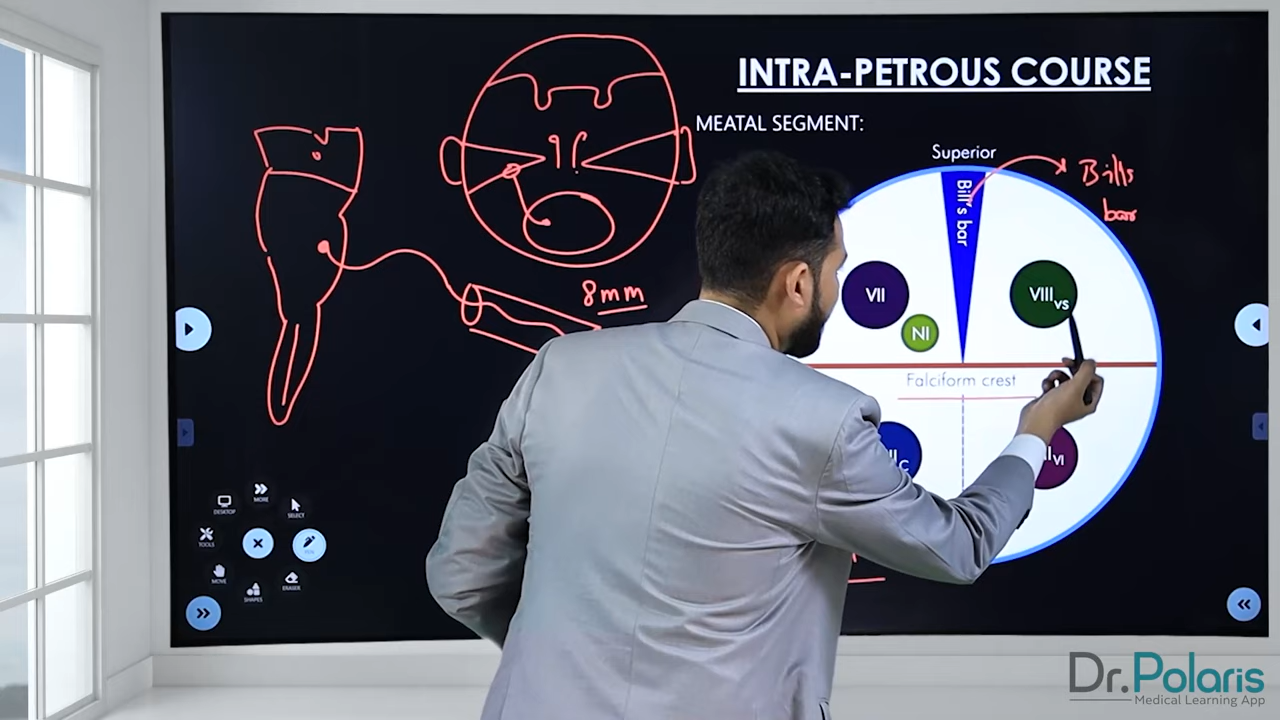 INTRA-PETROUS COURSE
MEATAL SEGMENT:
Superior
Bill's bar
Bills
bar
8mm
VII
NI
VIII VS
Falciform crest
VI
MORE
DESKTOP
SELECT
TOOLS
MOVE
SHAPES
ERASER
Dr.Polaris
Medical Learning App